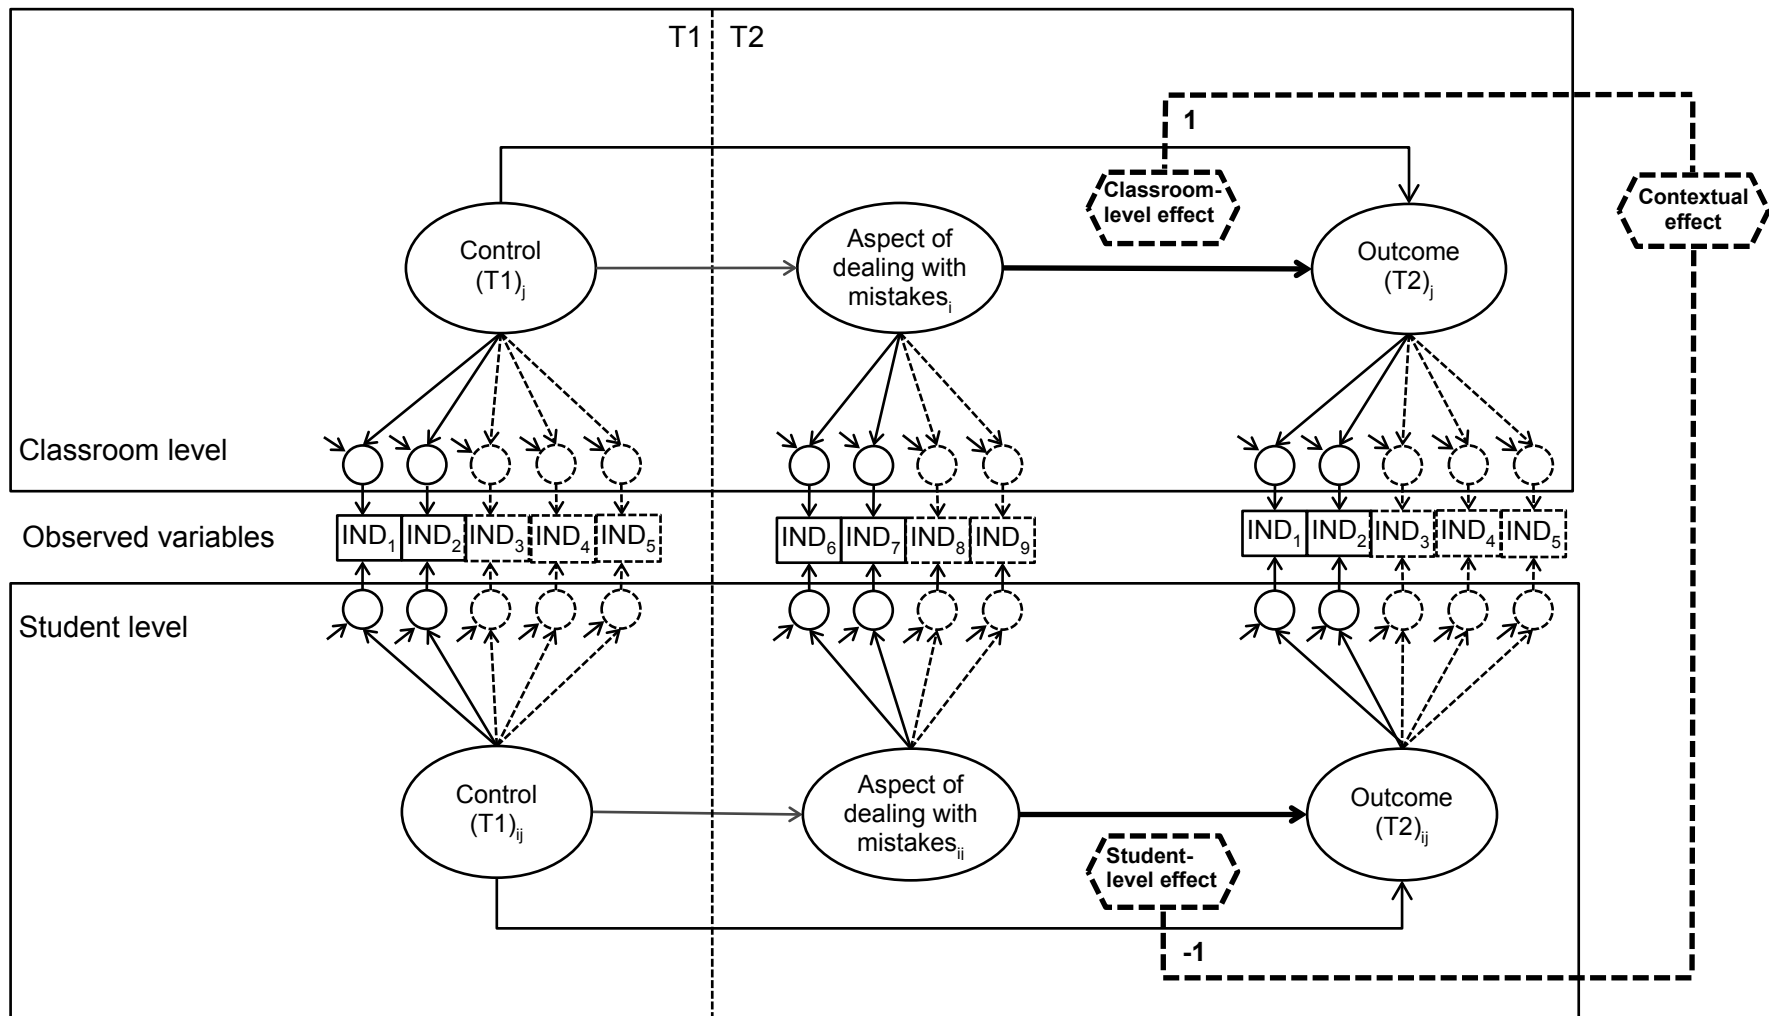 T1 T2
1
Classroom-
level effect
Contextual
effect
Control
(T1)j
Aspect of
dealing with
mistakesi
Outcome
(T2)j
Classroom level
Observed variables
IND1 IND2 IND3 IND4 IND5
IND6 IND7 IND8 IND9
IND1 IND2 IND3 IND4 IND5
Student level
Control
(T1)ij
Aspect of
dealing with
mistakesii
Outcome
(T2)ij
Student-
level effect
-1